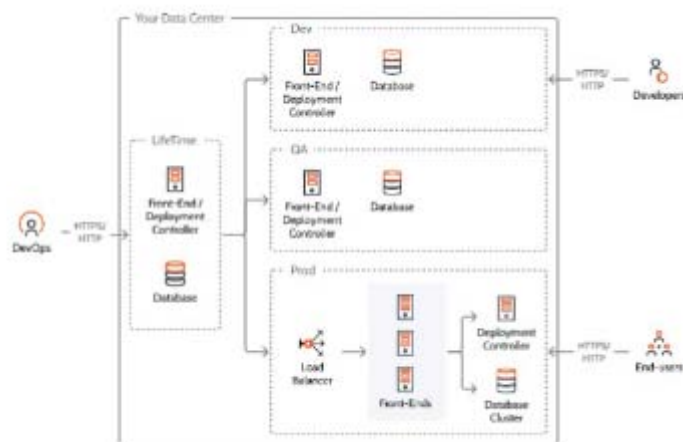 Your Data Center
Dev
Front-End /
Deployment
Controller
Database
HTTPS/
HTTP
Developers
LifeTime
Front-End /
Deployment
Controller
Database
HTTPS/
HTTP
DevOps
QA
Front-End /
Deployment
Controller
Database
Prod
Load
Balancer
Front-Ends
Deployment
Controller
Database
Cluster
HTTPS/
HTTP
End-users